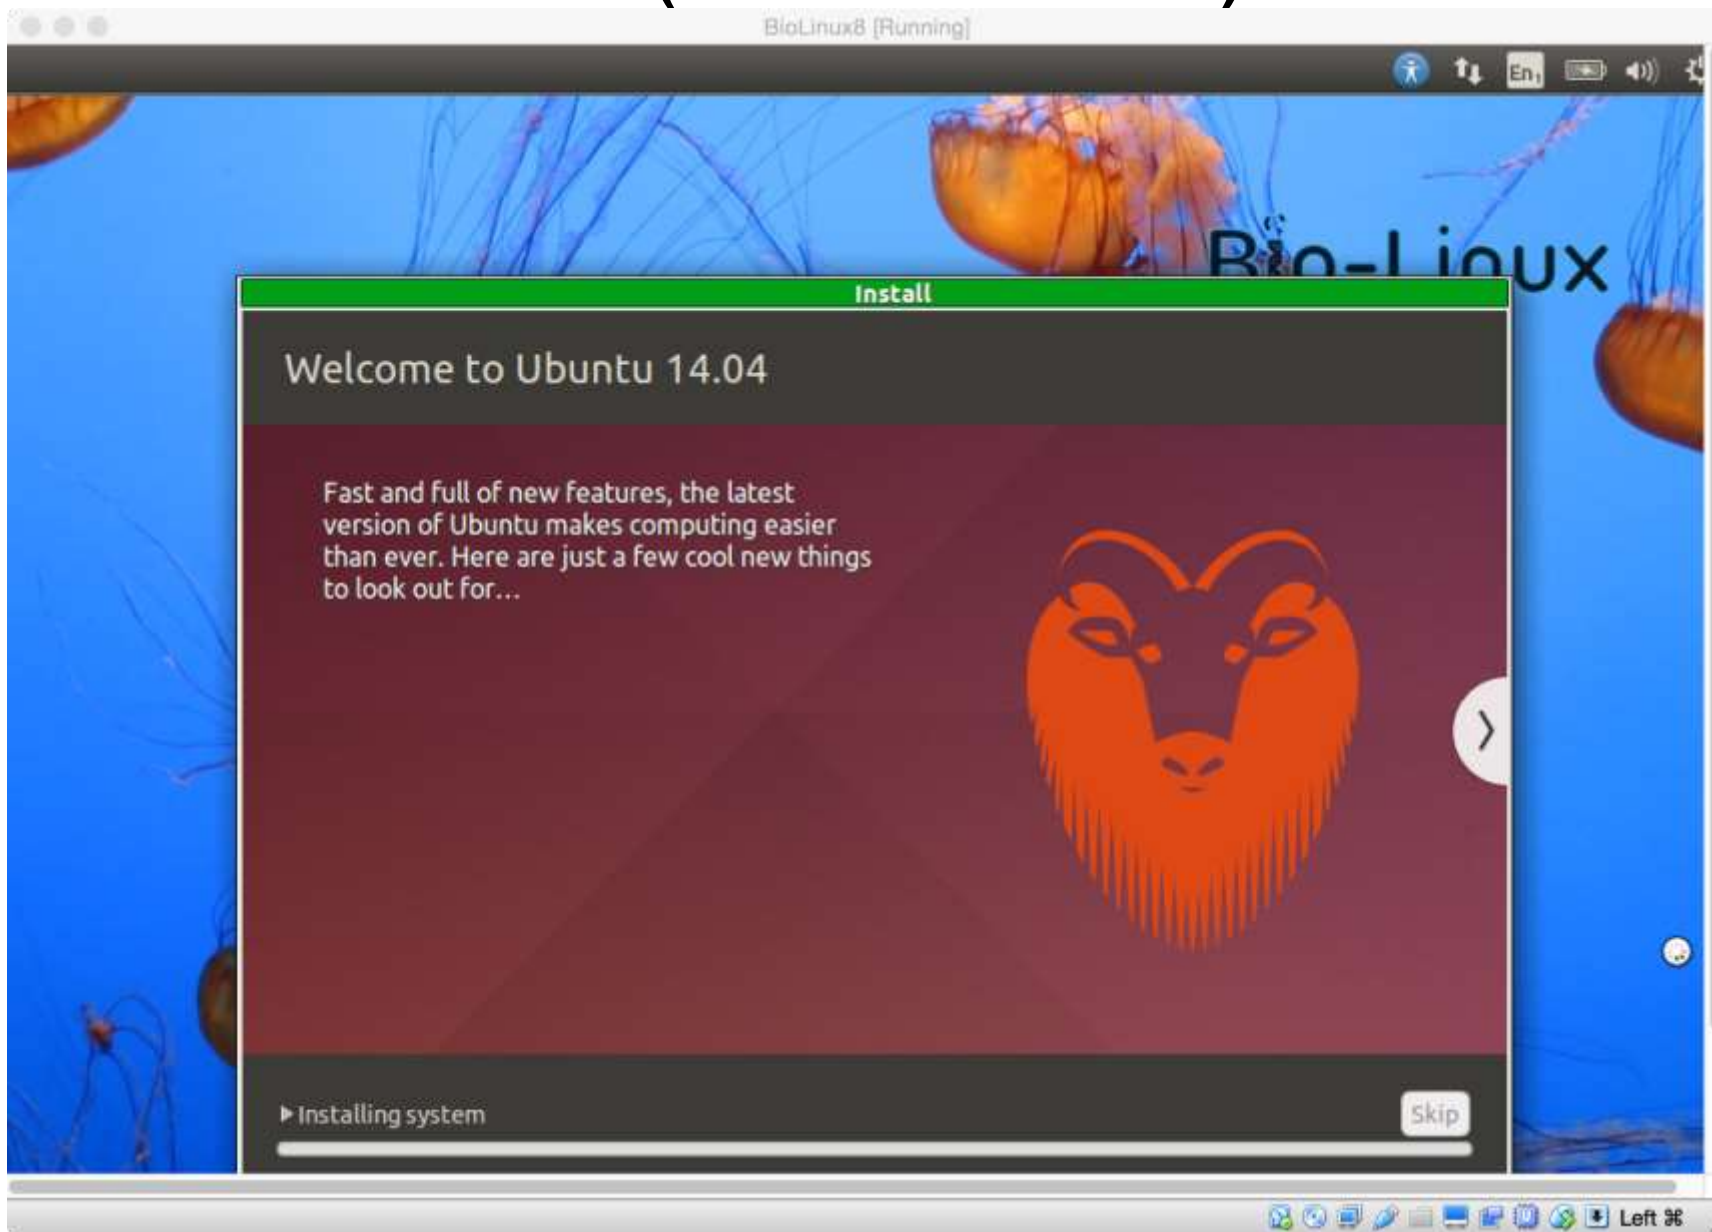 BioLinux8 [Running]
En₁
Bio-Linux
Install
Welcome to Ubuntu 14.04
Fast and full of new features, the latest
version of Ubuntu makes computing easier
than ever. Here are just a few cool new things
to look out for…
Installing system
Skip
Left ⌘